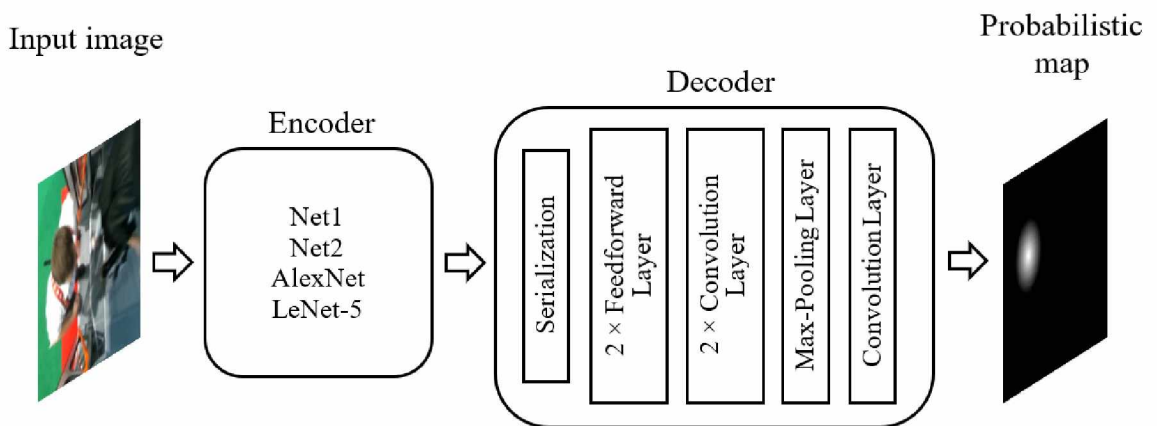 Input image
Encoder
Net1
Net2
AlexNet
LeNet-5
Decoder
Serialization
2 × Feedforward
Layer
2 × Convolution
Layer
Max-Pooling Layer
Convolution Layer
Probabilistic
map